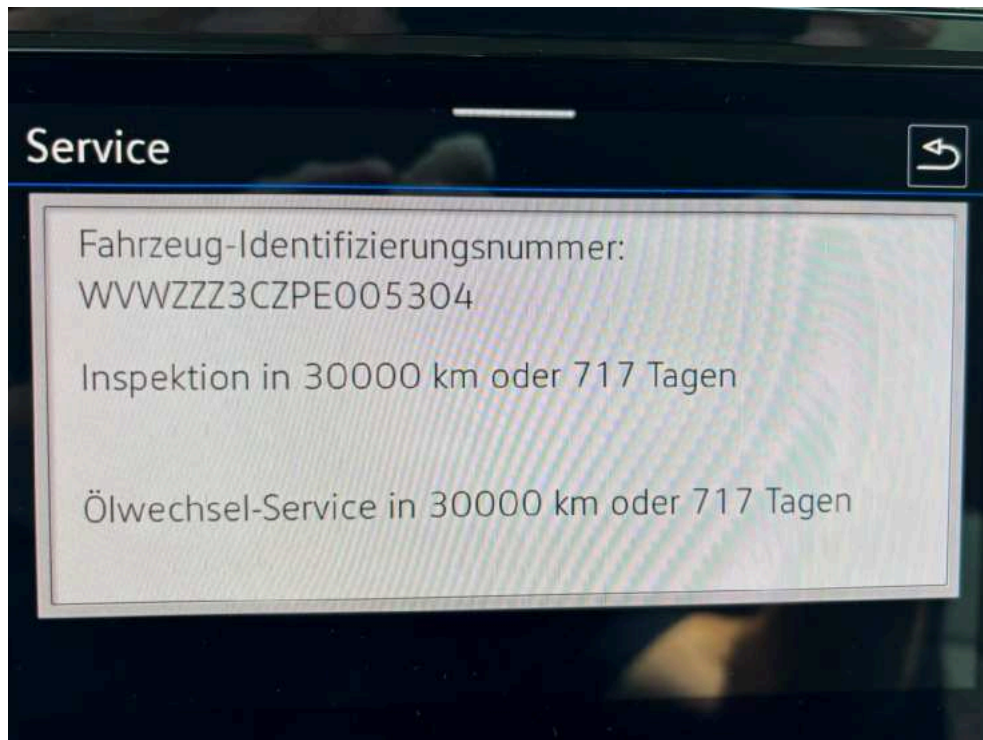 Service
Fahrzeug-Identifizierungsnummer:
WVWZZZ3CZPE005304
Inspektion in 30000 km oder 717 Tagen
Ölwechsel-Service in 30000 km oder 717 Tagen